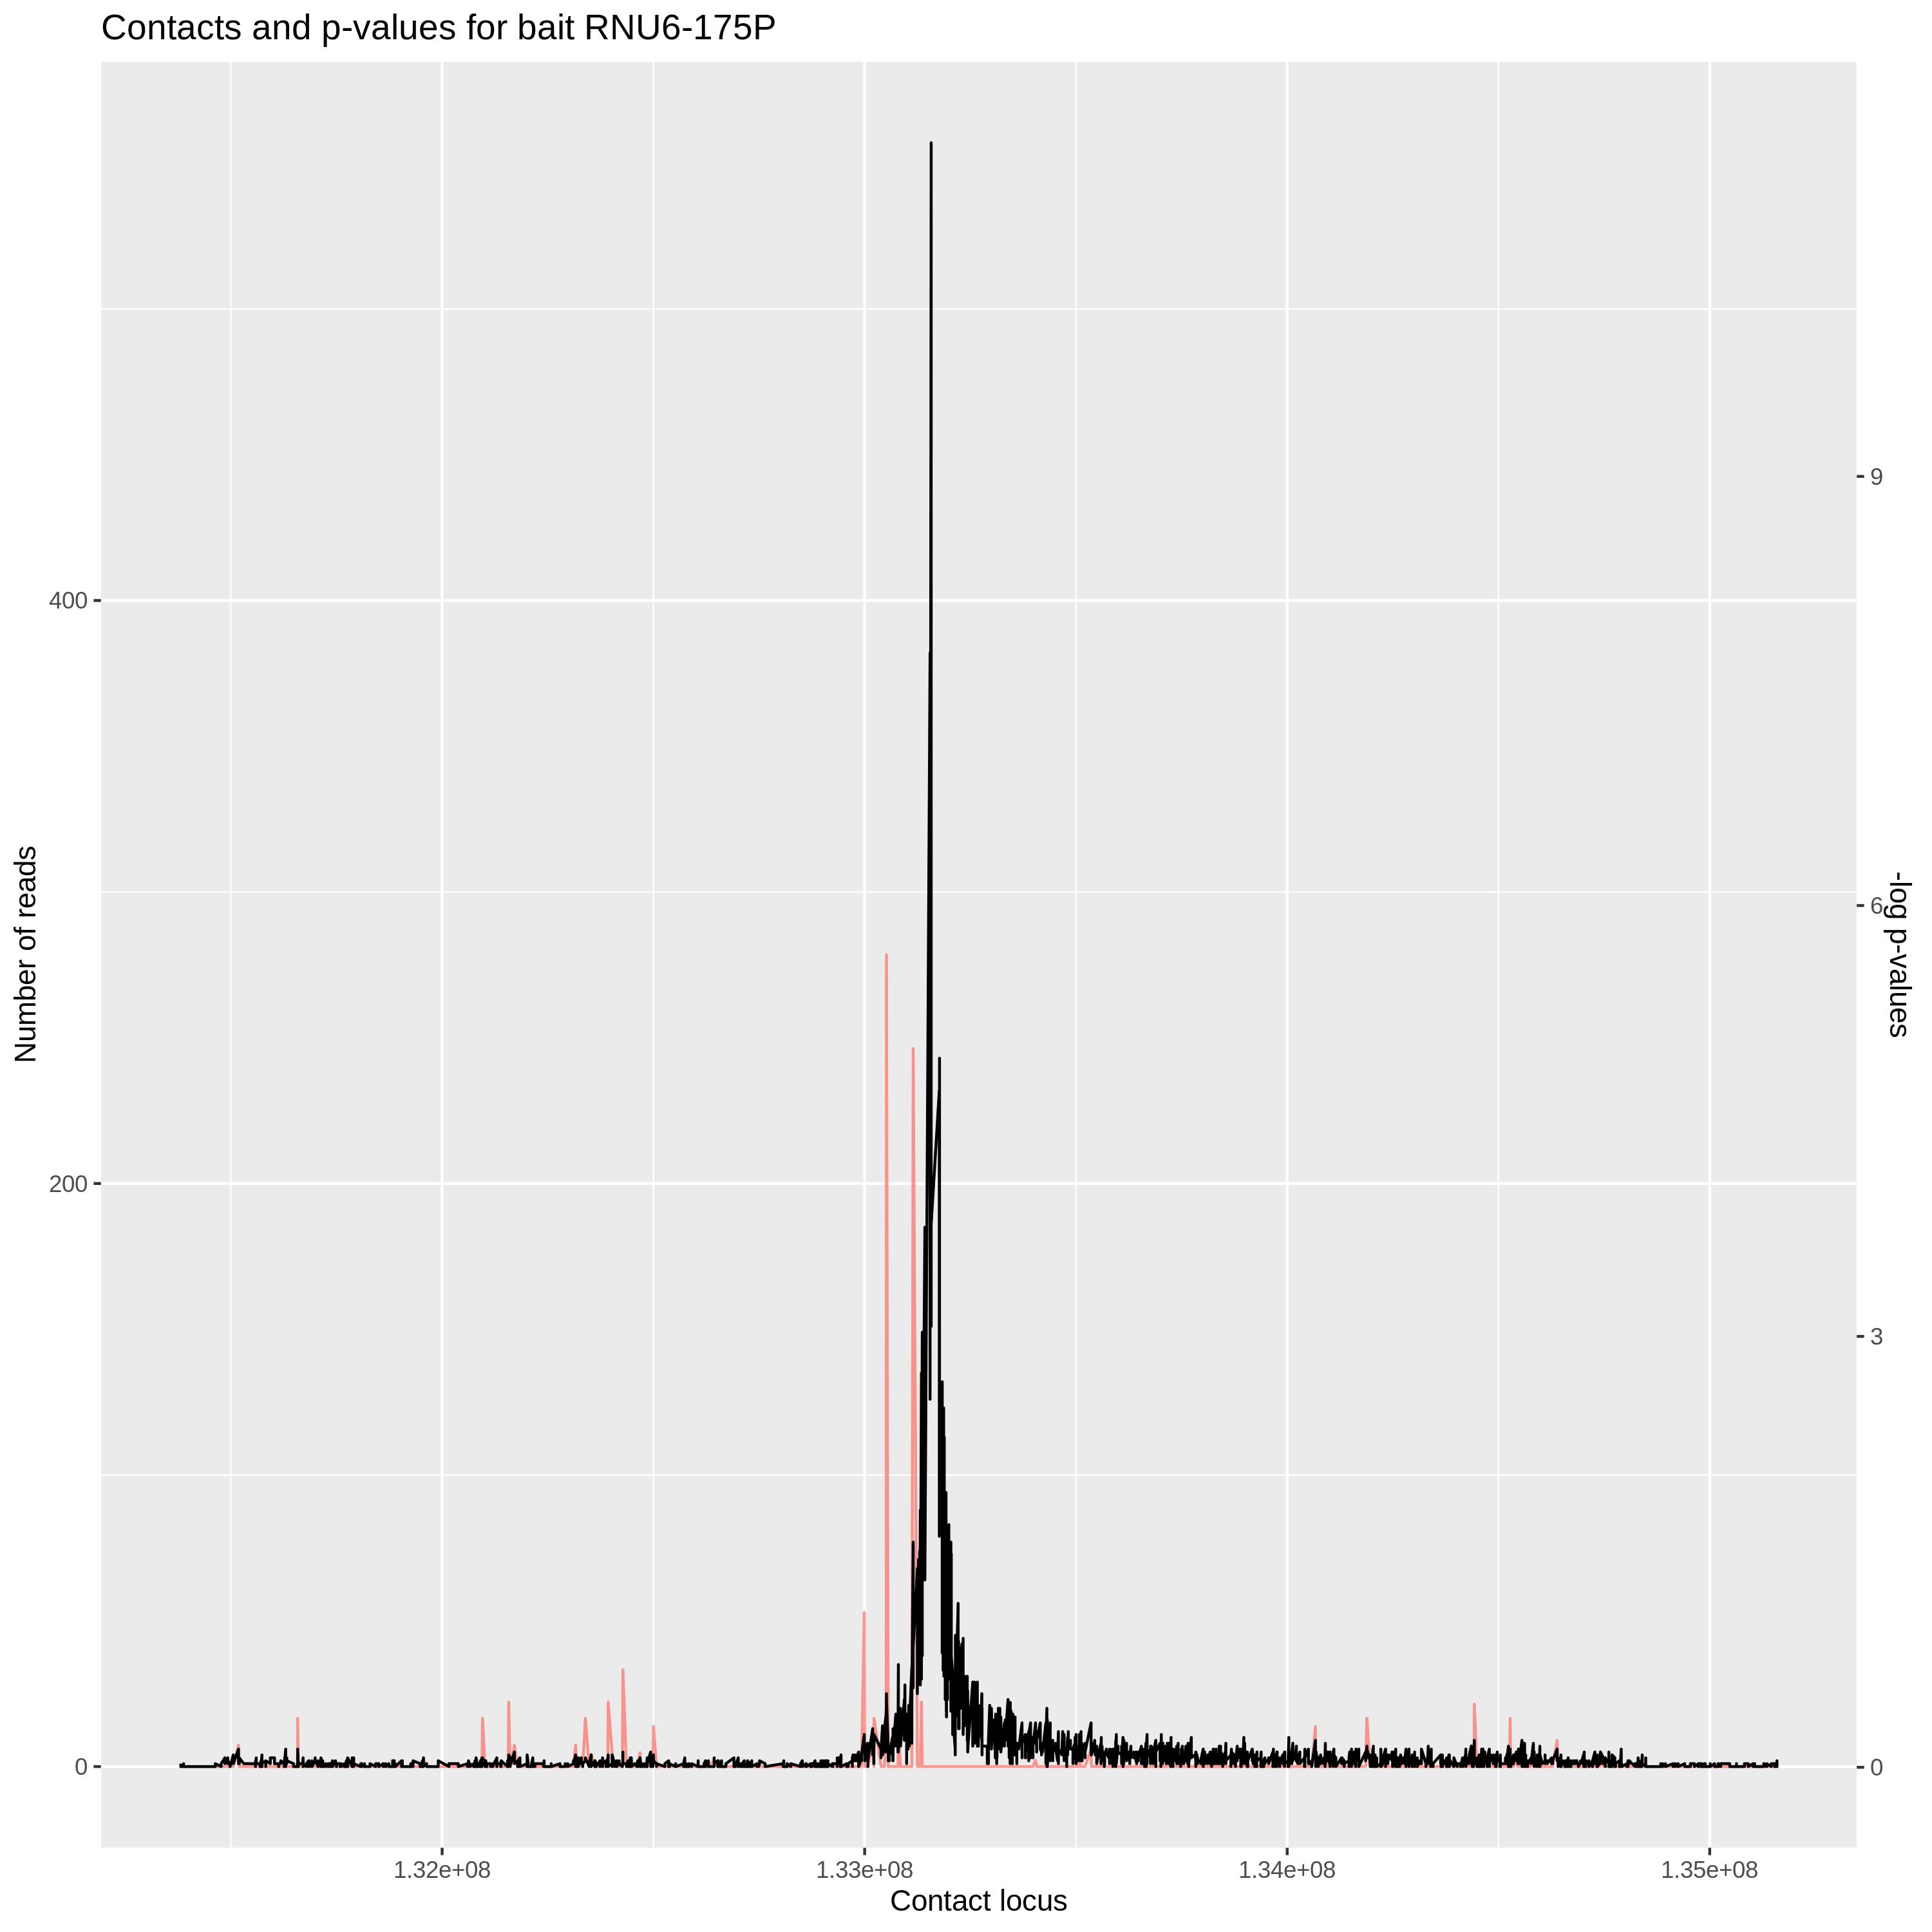 Contacts and p-values for bait RNU6-175P
Number of reads
400
200
0
9
6
3
0
-log p-values
1.32e+08
1.33e+08
1.34e+08
1.35e+08
Contact locus